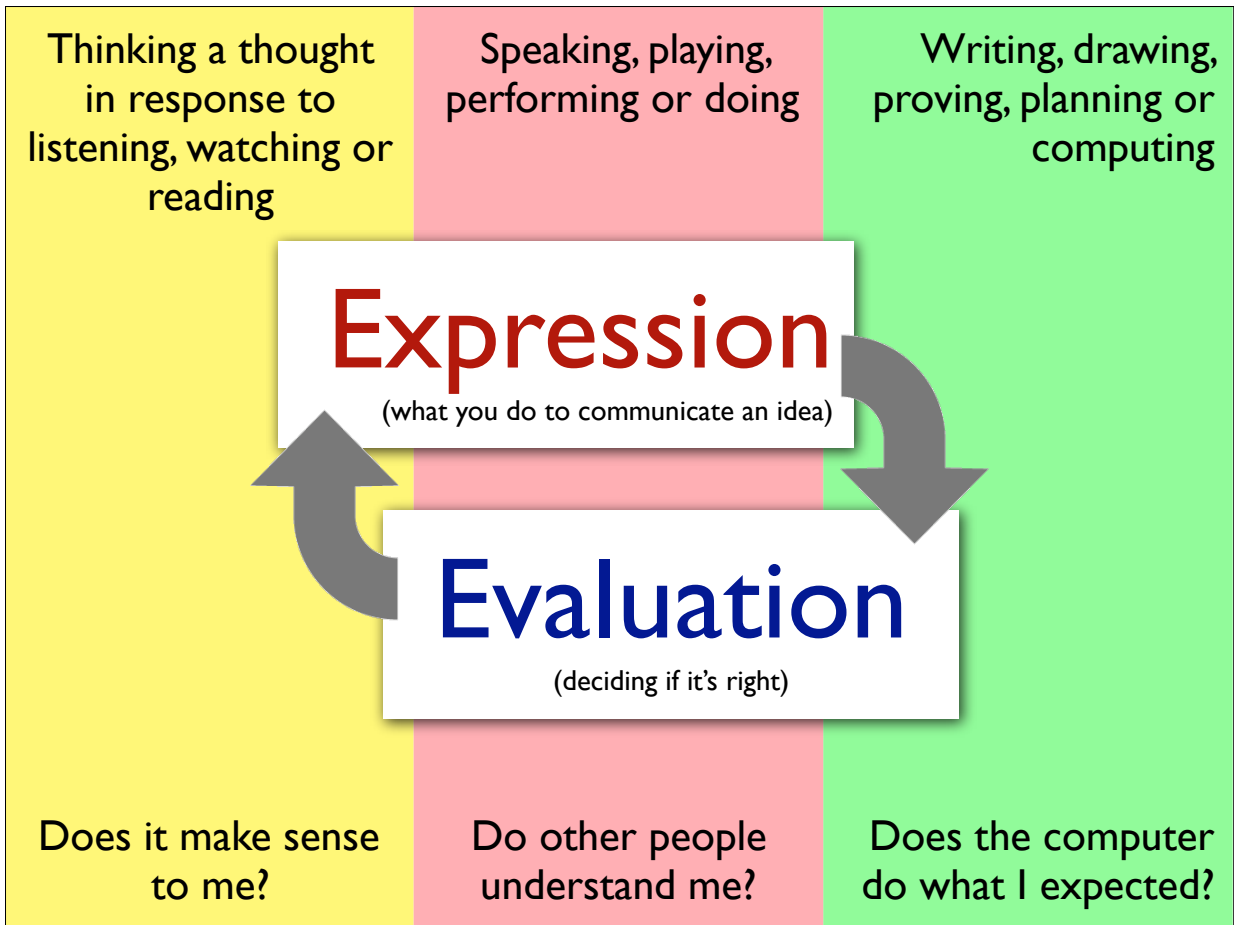 Thinking a thought
in response to
listening, watching or
reading
Speaking, playing,
performing or doing
Writing, drawing,
proving, planning or
computing
Expression
(what you do to communicate an idea)
Evaluation
(deciding if it's right)
Does it make sense
to me?
Do other people
understand me?
Does the computer
do what I expected?